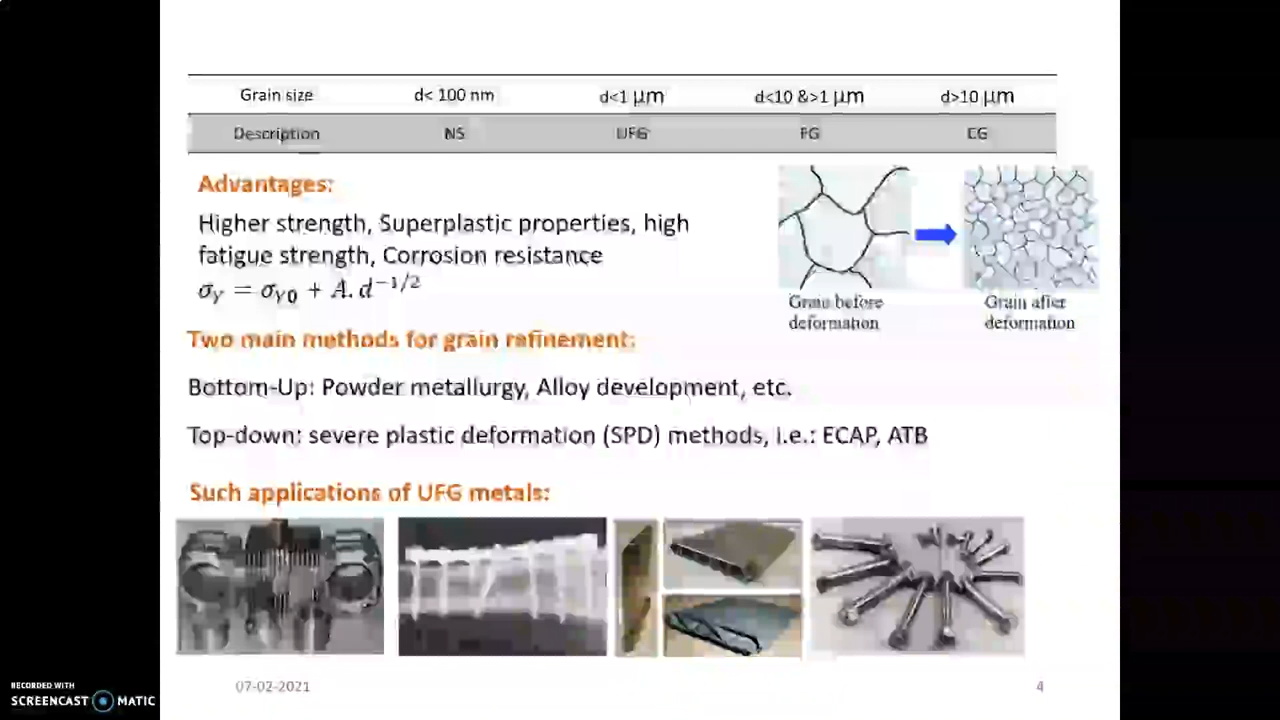 Grain size d< 100 nm d<1 μm d<10 &>1 μm d>10 μm
Description NS UFG FG CG
Advantages:
Higher strength, Superplastic properties, high
fatigue strength, Corrosion resistance
σ_Y = σ_Y0 + A. d^−1/2
Grain before
deformation
Grain after
deformation
Two main methods for grain refinement:
Bottom-Up: Powder metallurgy, Alloy development, etc.
Top-down: severe plastic deformation (SPD) methods, i.e.: ECAP, ATB
Such applications of UFG metals:
07-02-2021 4
RECORDED WITH
SCREENCAST MATIC